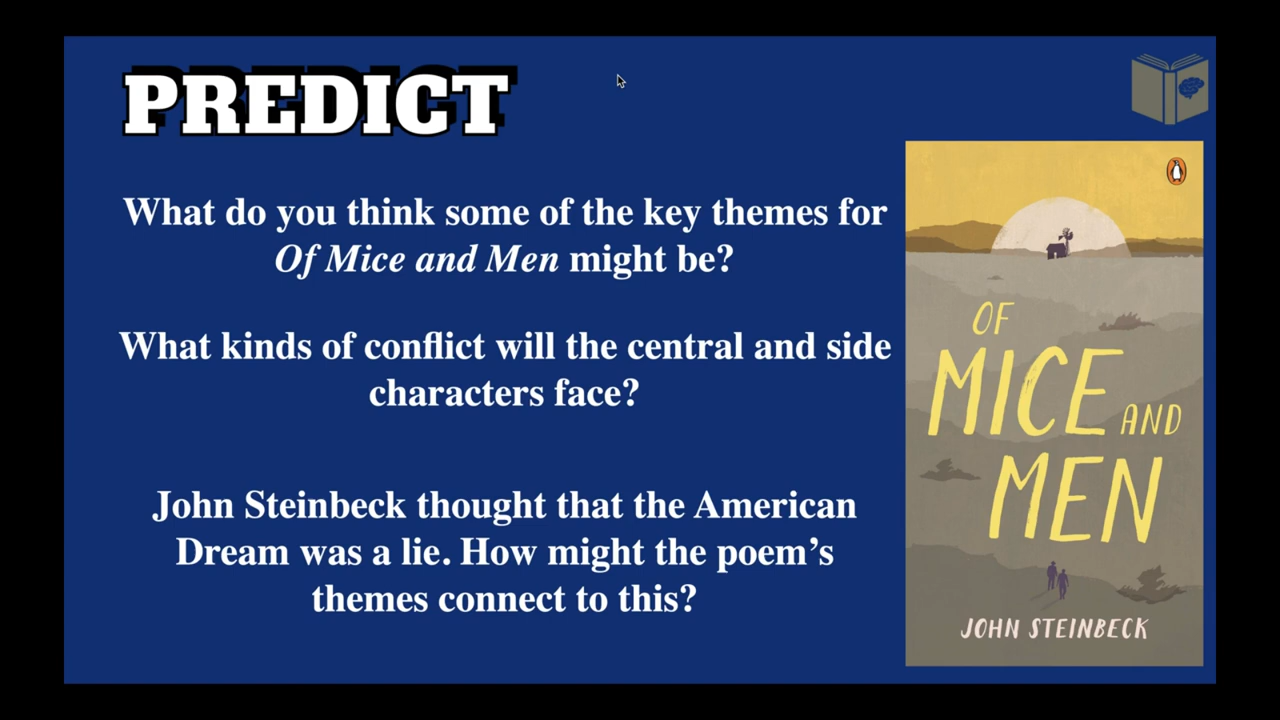 PREDICT
What do you think some of the key themes for
Of Mice and Men might be?
What kinds of conflict will the central and side
characters face?
John Steinbeck thought that the American
Dream was a lie. How might the poem’s
themes connect to this?
OF
MICE AND
MEN
JOHN STEINBECK